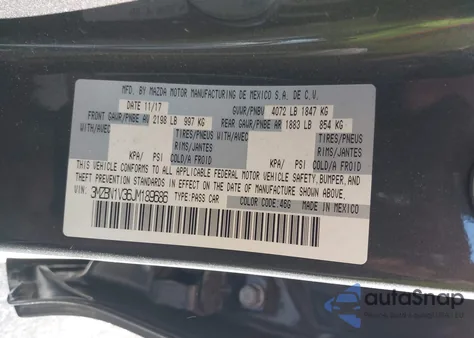 MFD. BY MAZDA MOTOR MANUFACTURING DE MEXICO S.A. DE C.V.
DATE 11/17 GVWR/PNBV 4072 LB 1847 KG
FRONT GAWR/PNBE AV 2198 LB 997 KG REAR GAWR/PNBE AR 1883 LB 854 KG
WITH/AVEC TIRES/PNEUS WITH/AVEC TIRES/PNEUS
RIMS/JANTES RIMS/JANTES
KPA/ PSI COLD/A FROID KPA/ PSI COLD/A FROID
THIS VEHICLE CONFORMS TO ALL APPLICABLE FEDERAL MOTOR VEHICLE SAFETY, BUMPER, AND
THEFT PREVENTION STANDARDS IN EFFECT ON THE DATE OF MANUFACTURE SHOWN ABOVE.
VIN: 3MZBN1V36JM189686 TYPE: PASS CAR COLOR CODE: 46G MADE IN MEXICO
autoSnap